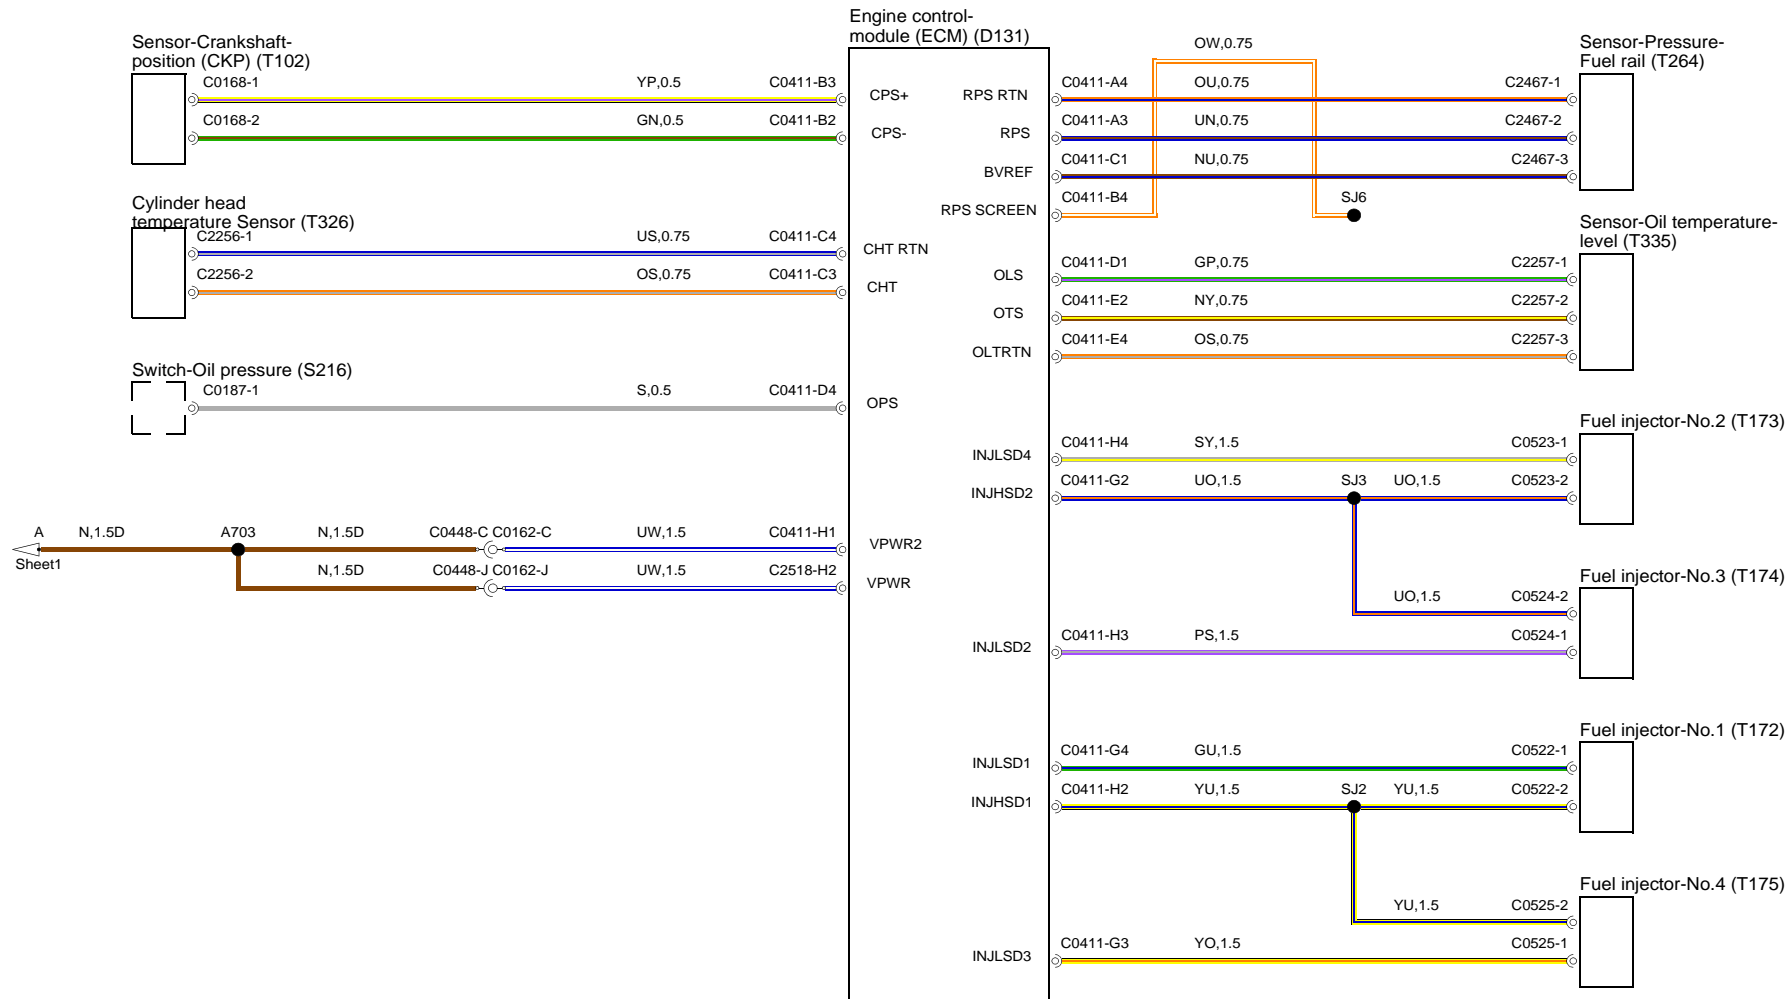 Engine control-
module (ECM) (D131)
Sensor-Crankshaft-
position (CKP) (T102)
C0168-1 YP,0.5 C0411-B3 CPS+
C0168-2 GN,0.5 C0411-B2 CPS-
Cylinder head
temperature Sensor (T326)
C2256-1 US,0.75 C0411-C4 CHT RTN
C2256-2 OS,0.75 C0411-C3 CHT
Switch-Oil pressure (S216)
C0187-1 S,0.5 C0411-D4 OPS
A N,1.5D A703 N,1.5D C0448-C C0162-C UW,1.5 C0411-H1 VPWR2
Sheet1
N,1.5D C0448-J C0162-J UW,1.5 C2518-H2 VPWR
OW,0.75
Sensor-Pressure-
Fuel rail (T264)
RPS RTN C0411-A4 OU,0.75 C2467-1
RPS C0411-A3 UN,0.75 C2467-2
BVREF C0411-C1 NU,0.75 C2467-3
RPS SCREEN C0411-B4 SJ6
Sensor-Oil temperature-
level (T335)
OLS C0411-D1 GP,0.75 C2257-1
OTS C0411-E2 NY,0.75 C2257-2
OLTRTN C0411-E4 OS,0.75 C2257-3
Fuel injector-No.2 (T173)
INJLSD4 C0411-H4 SY,1.5 C0523-1
INJHSD2 C0411-G2 UO,1.5 SJ3 UO,1.5 C0523-2
Fuel injector-No.3 (T174)
UO,1.5 C0524-2
INJLSD2 C0411-H3 PS,1.5 C0524-1
Fuel injector-No.1 (T172)
INJLSD1 C0411-G4 GU,1.5 C0522-1
INJHSD1 C0411-H2 YU,1.5 SJ2 YU,1.5 C0522-2
Fuel injector-No.4 (T175)
YU,1.5 C0525-2
INJLSD3 C0411-G3 YO,1.5 C0525-1